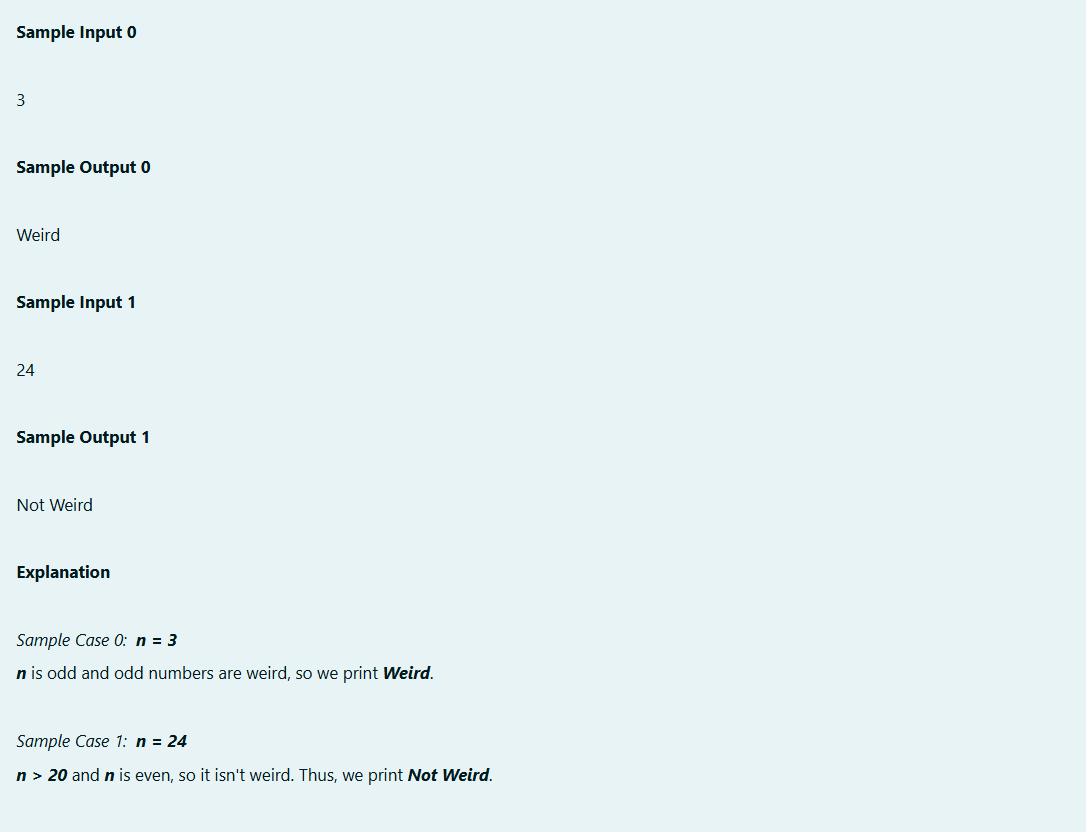 Sample Input 0
3
Sample Output 0
Weird
Sample Input 1
24
Sample Output 1
Not Weird
Explanation
Sample Case 0: n = 3
n is odd and odd numbers are weird, so we print Weird.
Sample Case 1: n = 24
n > 20 and n is even, so it isn't weird. Thus, we print Not Weird.